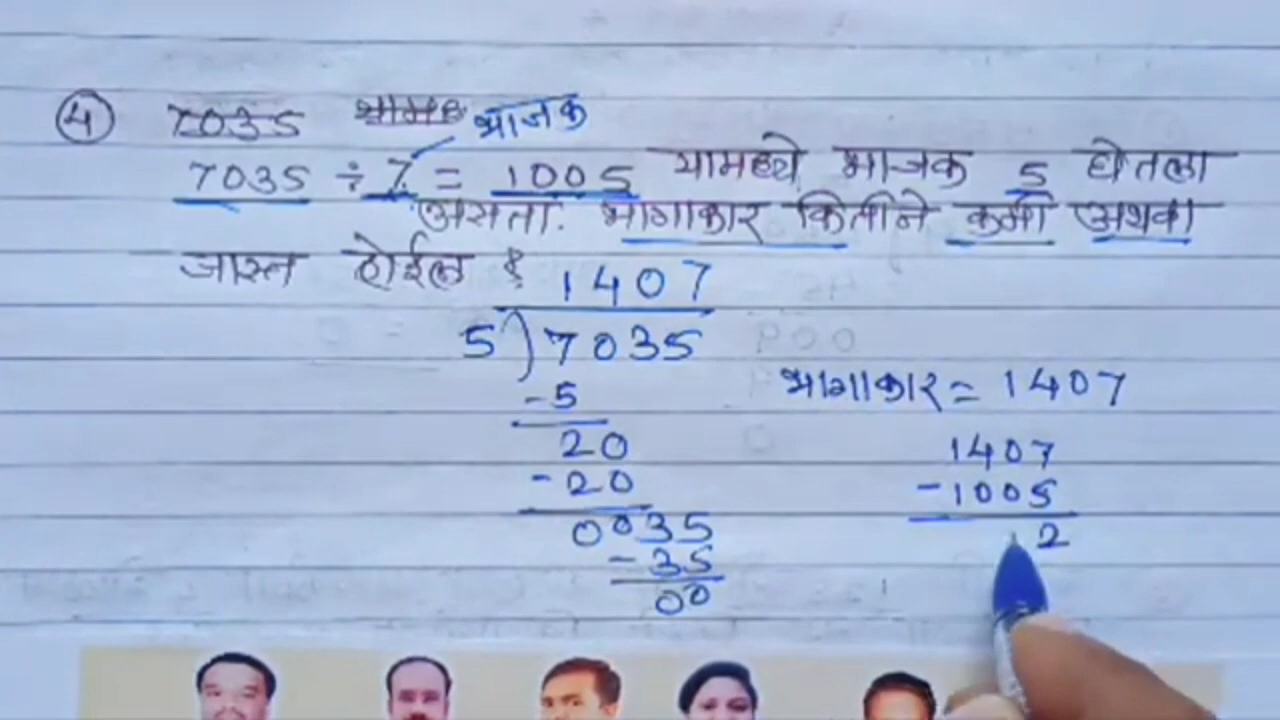 ④ 7035 भागाक
भाजक
7035 ÷ 7 = 1005 यामध्ये भाजक 5 घेतला
असता. भागाकार कितीने कमी अथवा
जास्त होईल ?
1407
5)7035
-5
20
-20
0035
-35
00
भागाकार = 1407
1407
-1005
2